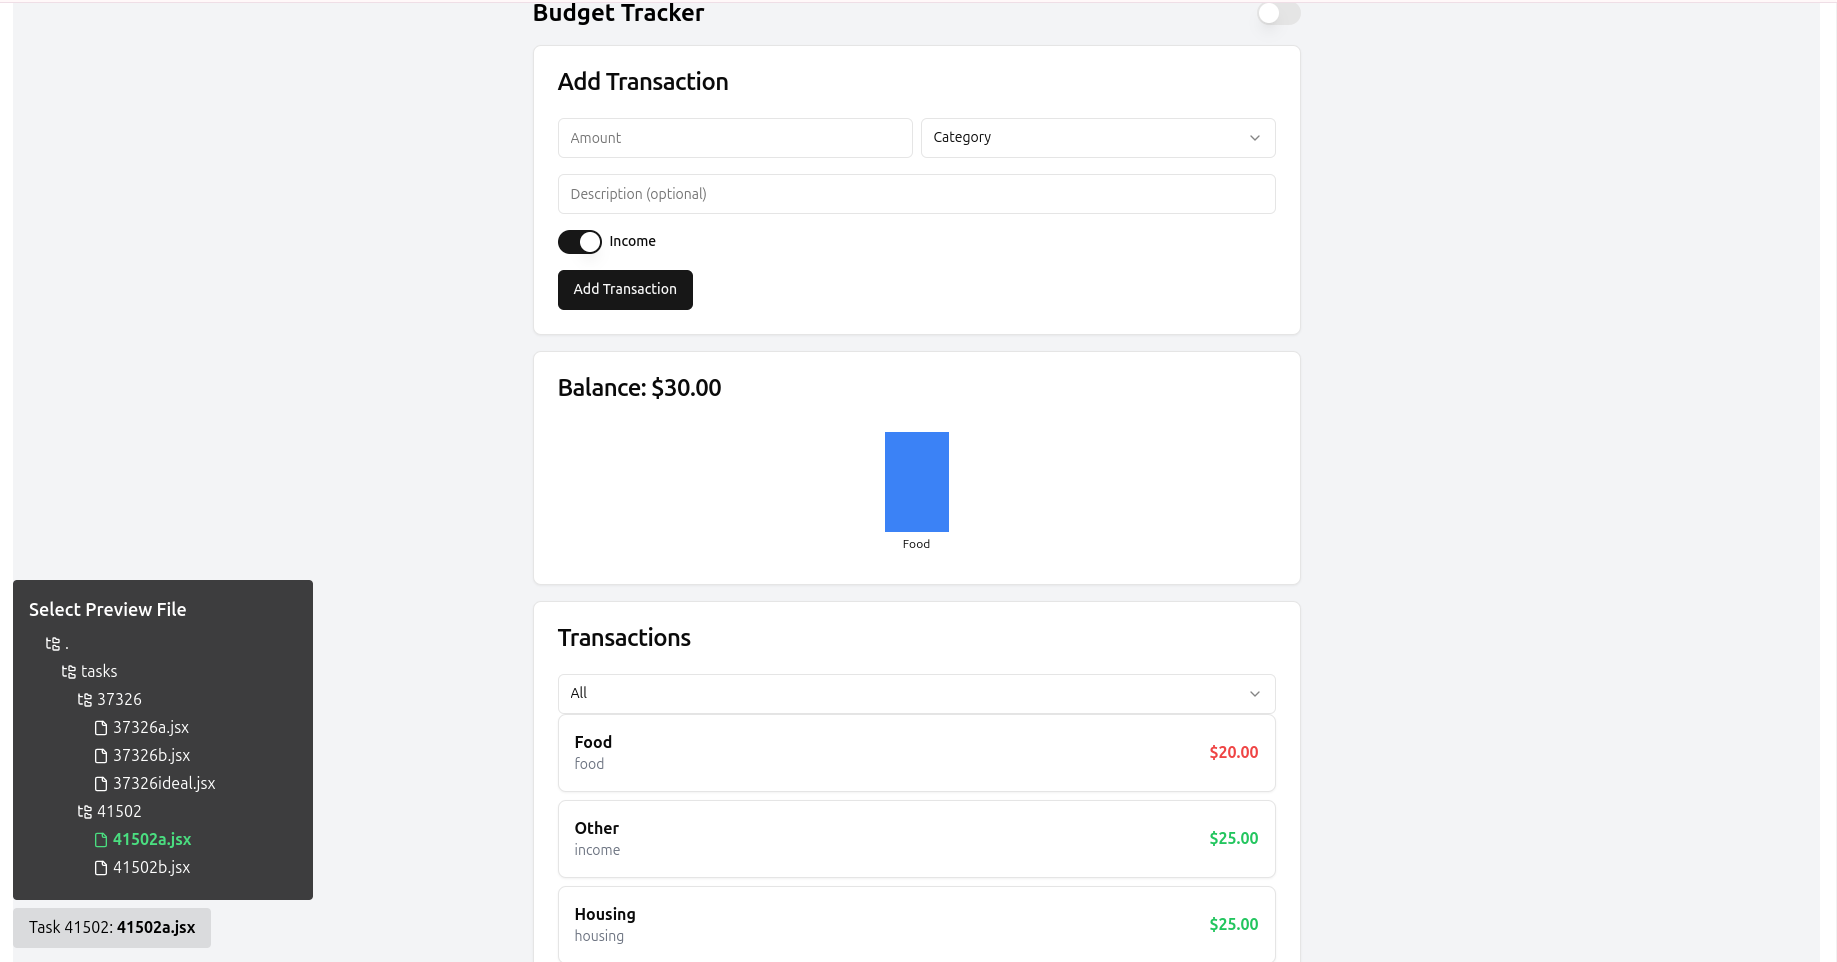 Budget Tracker
Add Transaction
Amount
Category
Description (optional)
Income
Add Transaction
Balance: $30.00
Food
Transactions
All
Food
food
$20.00
Other
income
$25.00
Housing
housing
$25.00
Select Preview File
.
tasks
37326
37326a.jsx
37326b.jsx
37326ideal.jsx
41502
41502a.jsx
41502b.jsx
Task 41502: 41502a.jsx